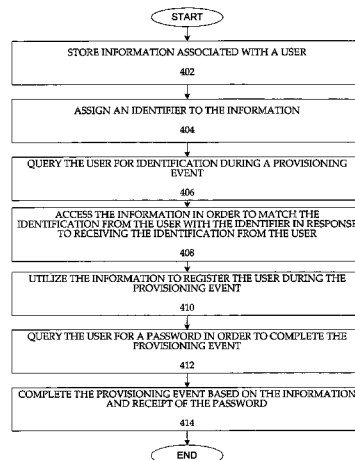 START
STORE INFORMATION ASSOCIATED WITH A USER
402
ASSIGN AN IDENTIFIER TO THE INFORMATION
404
QUERY THE USER FOR IDENTIFICATION DURING A PROVISIONING
EVENT
406
ACCESS THE INFORMATION IN ORDER TO MATCH THE
IDENTIFICATION FROM THE USER WITH THE IDENTIFIER IN RESPONSE
TO RECEIVING THE IDENTIFICATION FROM THE USER
408
UTILIZE THE INFORMATION TO REGISTER THE USER DURING THE
PROVISIONING EVENT
410
QUERY THE USER FOR A PASSWORD IN ORDER TO COMPLETE THE
PROVISIONING EVENT
412
COMPLETE THE PROVISIONING EVENT BASED ON THE INFORMATION
AND RECEIPT OF THE PASSWORD
414
END